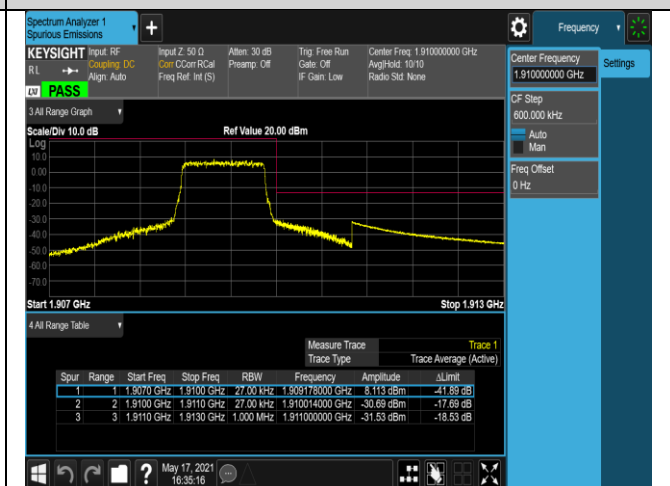 Spectrum Analyzer 1
Spurious Emissions
Frequency
KEYSIGHT Input: RF Input Z: 50 Ω Atten: 30 dB Trig: Free Run Center Freq: 1.910000000 GHz
RL Coupling: DC Corr CCorr RCal Preamp: Off Gate: Off Avg|Hold: 10/10
Align: Auto Freq Ref: Int (S) IF Gain: Low Radio Std: None
LXI PASS
Center Frequency
1.910000000 GHz
Settings
CF Step
600.000 kHz
Auto
Man
Freq Offset
0 Hz
3 All Range Graph
Scale/Div 10.0 dB Ref Value 20.00 dBm
Log
10.0
0.00
-10.0
-20.0
-30.0
-40.0
-50.0
-60.0
-70.0
Start 1.907 GHz Stop 1.913 GHz
4 All Range Table
Measure Trace Trace 1
Trace Type Trace Average (Active)
Spur Range Start Freq Stop Freq RBW Frequency Amplitude ΔLimit
1 1 1.9070 GHz 1.9100 GHz 27.00 kHz 1.909178000 GHz 8.113 dBm -41.89 dB
2 2 1.9100 GHz 1.9110 GHz 27.00 kHz 1.910014000 GHz -30.69 dBm -17.69 dB
3 3 1.9110 GHz 1.9130 GHz 1.000 MHz 1.911000000 GHz -31.53 dBm -18.53 dB
May 17, 2021
16:35:16